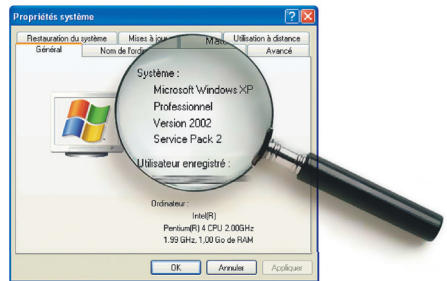 Propriétés système
Restauration du système Mises à jour Utilisation à distance
Général Nom de l'ordi Mat Avancé
Système :
Microsoft Windows XP
Professionnel
Version 2002
Service Pack 2
Utilisateur enregistré :
Ordinateur :
Intel(R)
Pentium(R) 4 CPU 2.00GHz
1.99 GHz, 1,00 Go de RAM
OK Annuler Appliquer